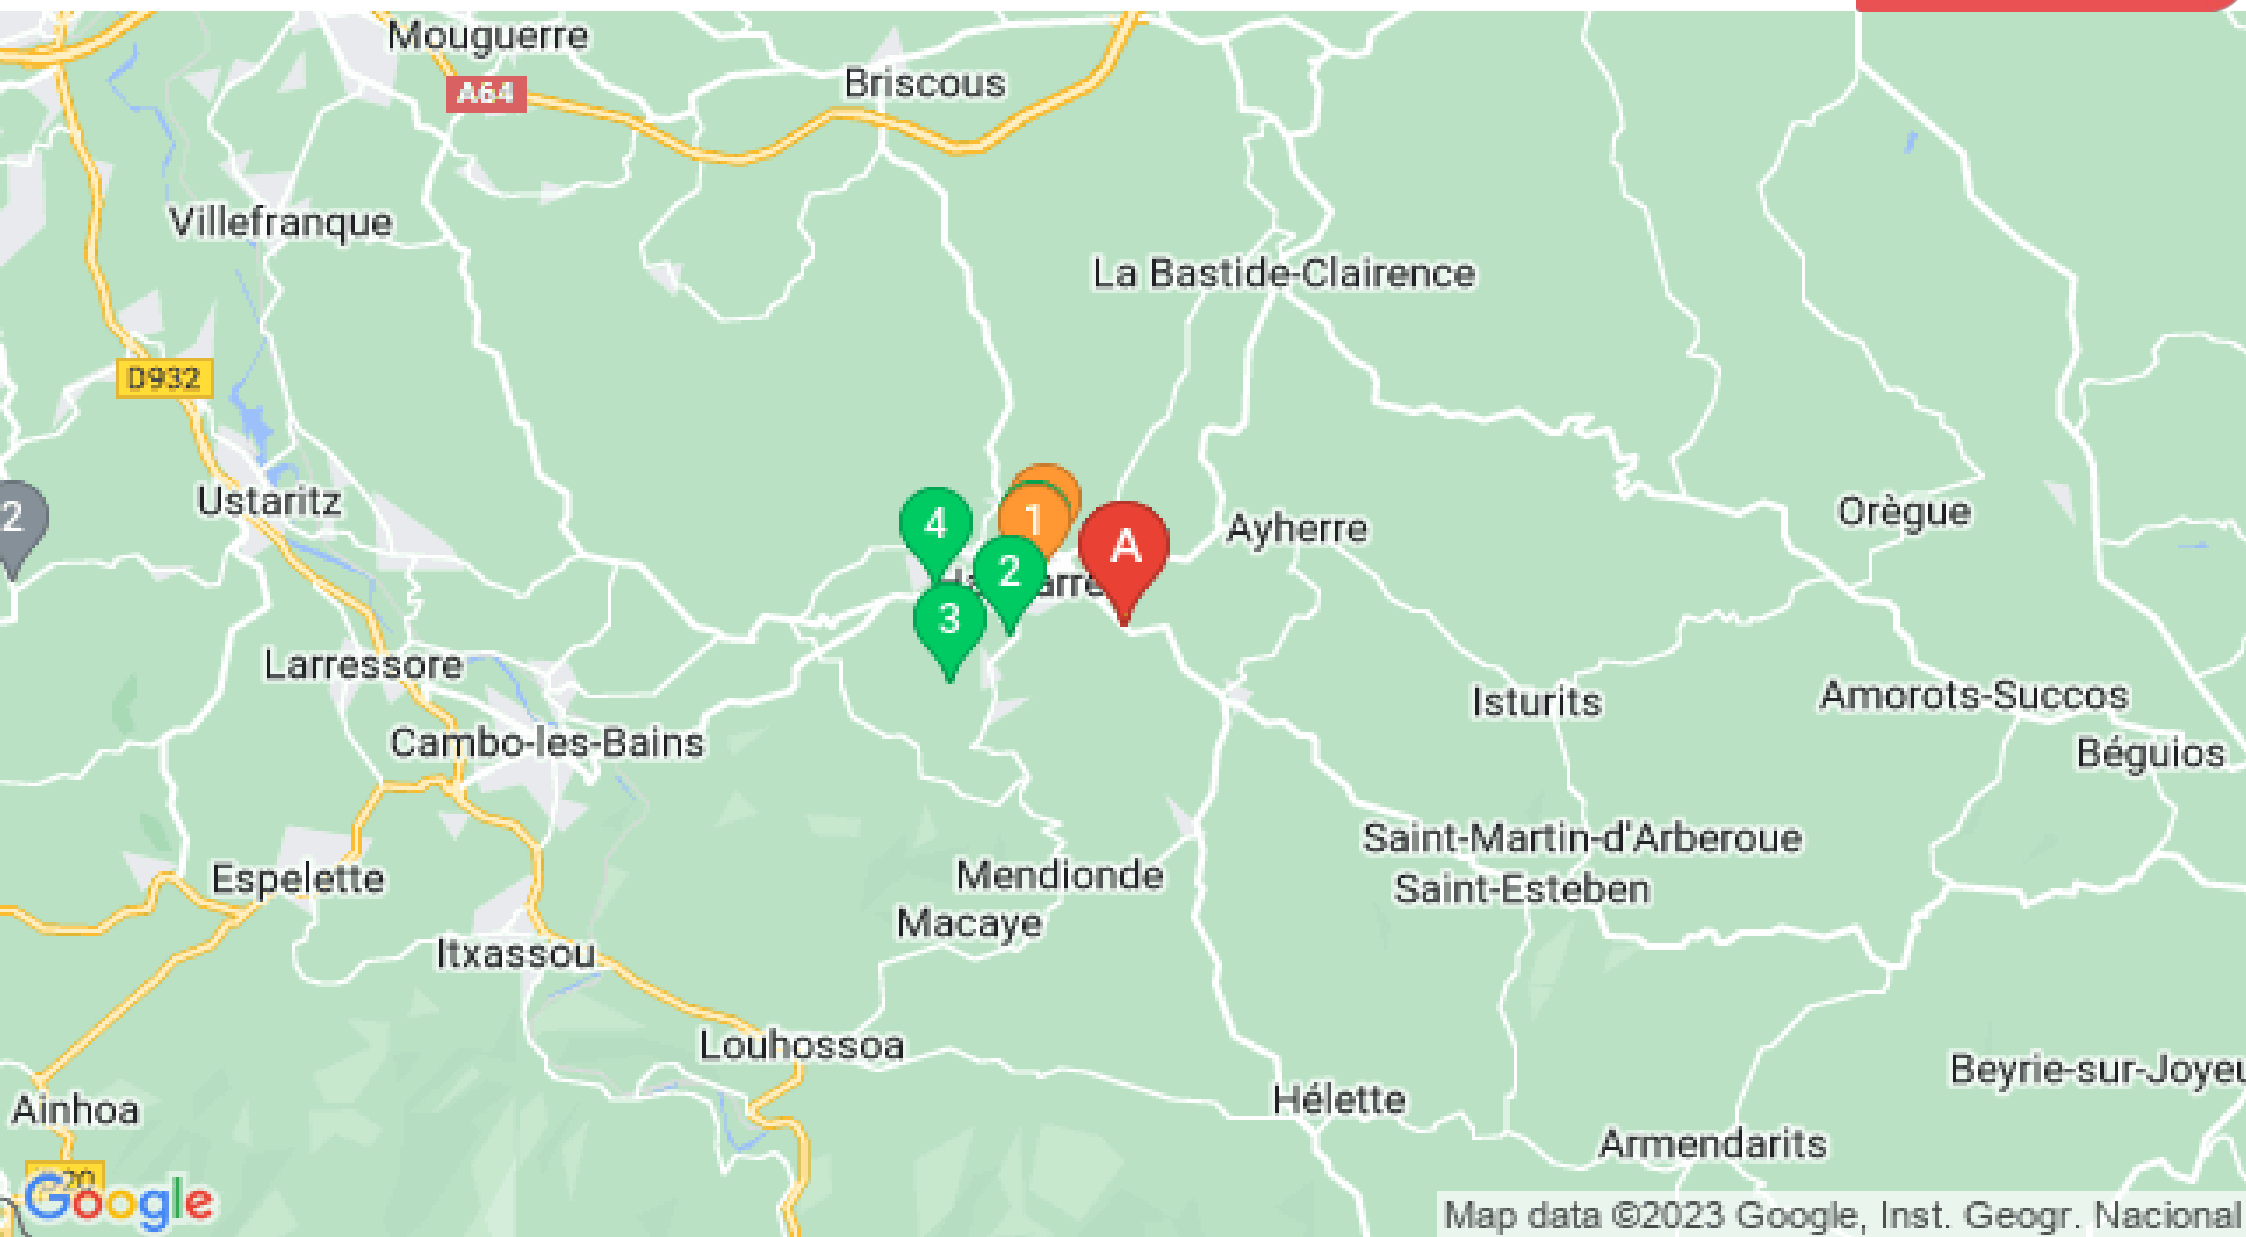 Mouguerre
Briscous
A64
Villefranque
La Bastide-Clairence
D932
Ustaritz
2
4
1
A
Ayherre
Orègue
2
3
Larressore
Isturits
Amorots-Succos
Cambo-les-Bains
Béguios
Saint-Martin-d'Arberoue
Espelette
Mendionde
Saint-Esteben
Macaye
Itxassou
Louhossoa
Beyrie-sur-Joyeu
Ainhoa
Hélette
Armendarits
Google
Map data ©2023 Google, Inst. Geogr. Nacional